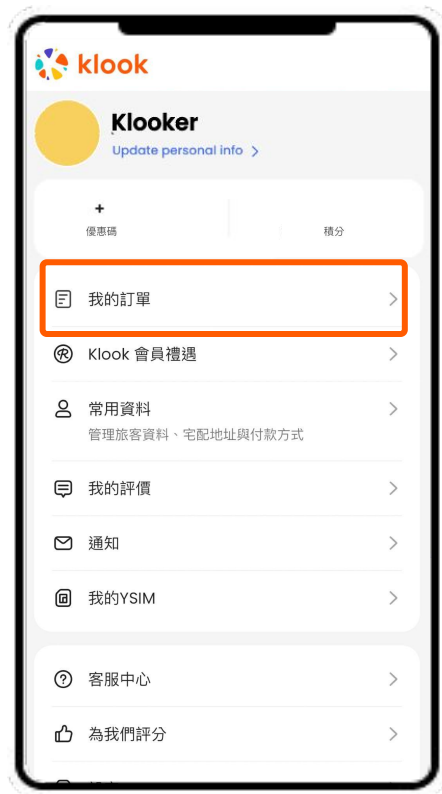 klook
Klooker
Update personal info >
+
優惠碼
積分
我的訂單
Klook 會員禮遇
常用資料
管理旅客資料、宅配地址與付款方式
我的評價
通知
我的YSIM
客服中心
為我們評分